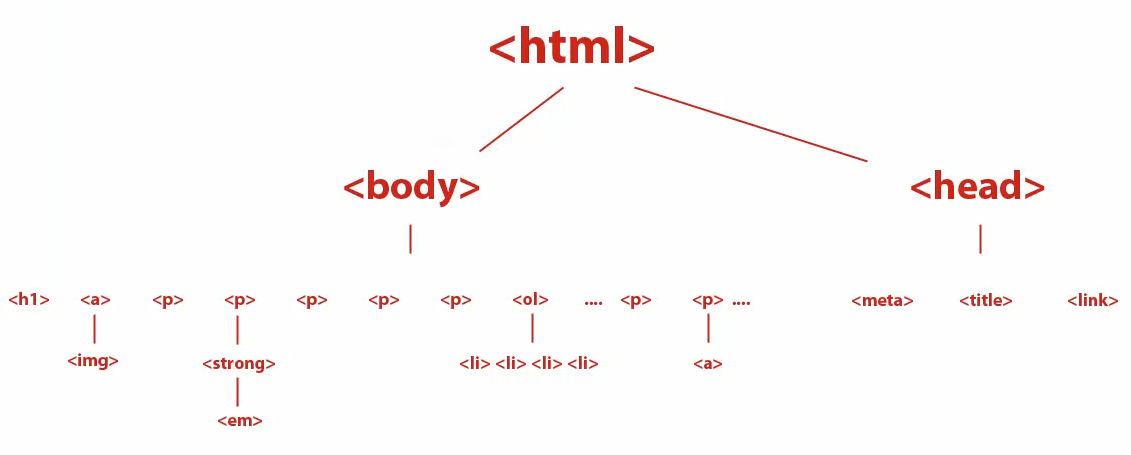 <html>
<body> <head>
<h1> <a> <p> <p> <p> <p> <p> <ol> .... <p> <p> .... <meta> <title> <link>
<img> <strong> <li> <li> <li> <li> <a>
<em>